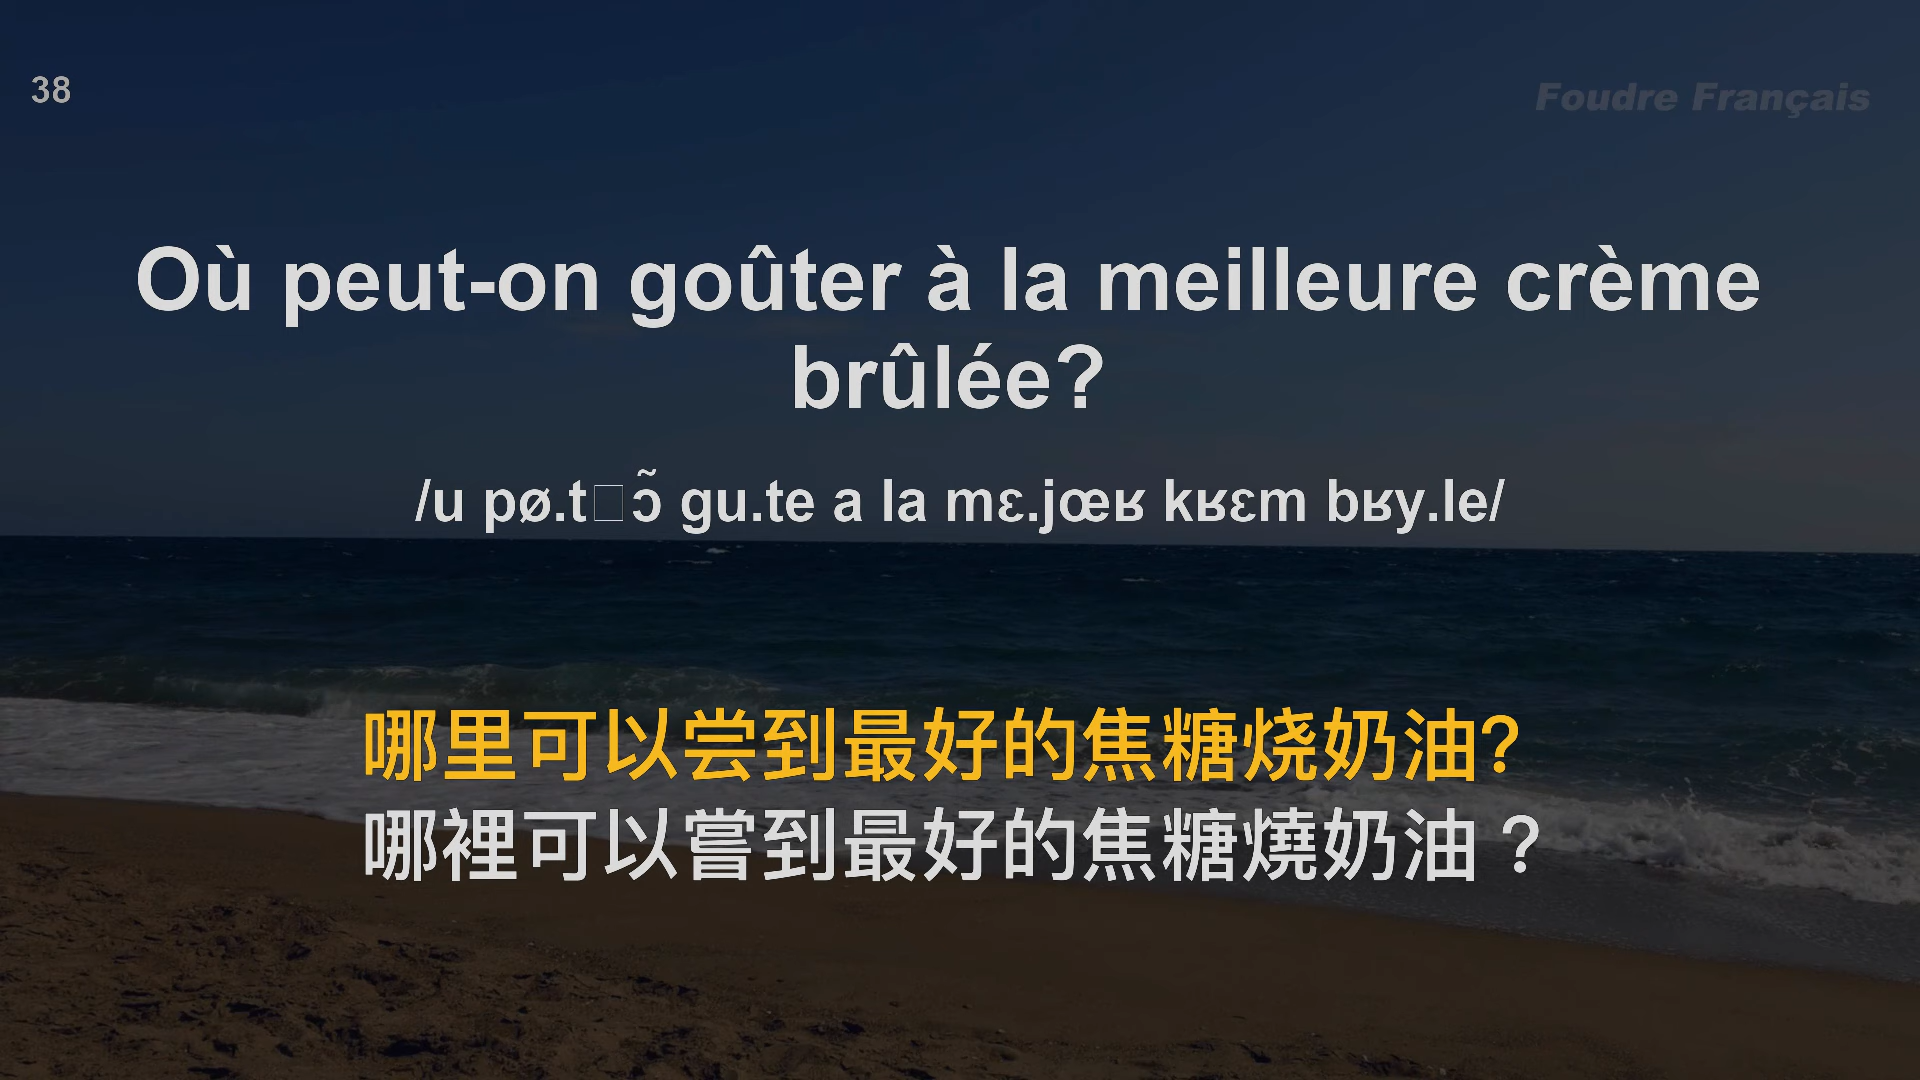 38
Foudre Français
Où peut-on goûter à la meilleure crème
brûlée?
/u pø.t□ɔ̃ gu.te a la mɛ.jœʁ kʁɛm bʁy.le/
哪里可以尝到最好的焦糖烧奶油?
哪裡可以嘗到最好的焦糖燒奶油？